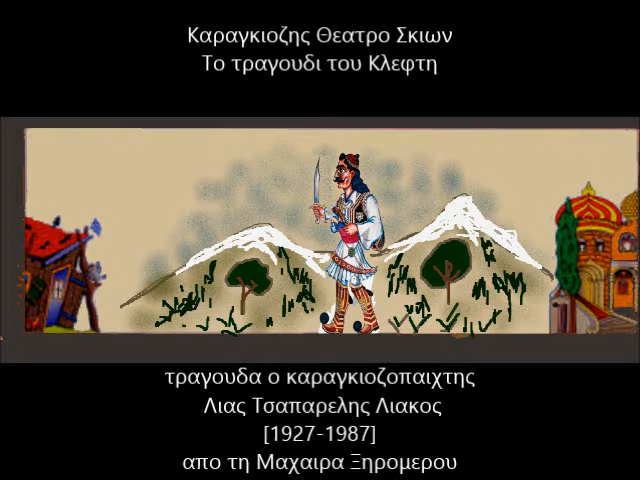 Καραγκιοζης Θεατρο Σκιων
Το τραγουδι του Κλεφτη
τραγουδα ο καραγκιοζοπαιχτης
Λιας Τσαπαρελης Λιακος
[1927-1987]
απο τη Μαχαιρα Ξηρομερου